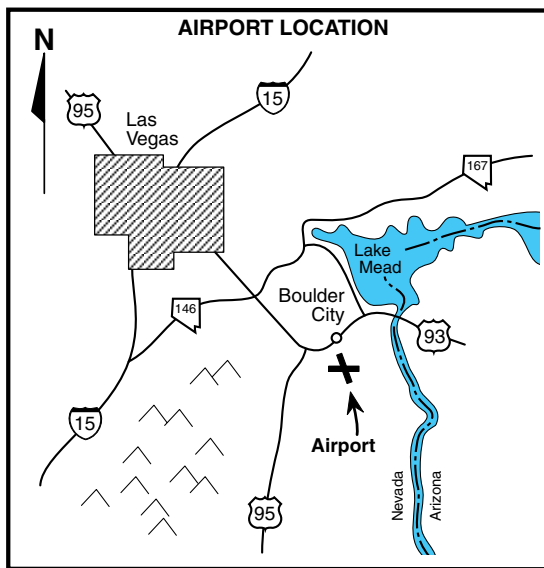 AIRPORT LOCATION
N
15
95
Las
Vegas
167
Lake
Mead
Boulder
City
146
93
15
Airport
95
Nevada
Arizona